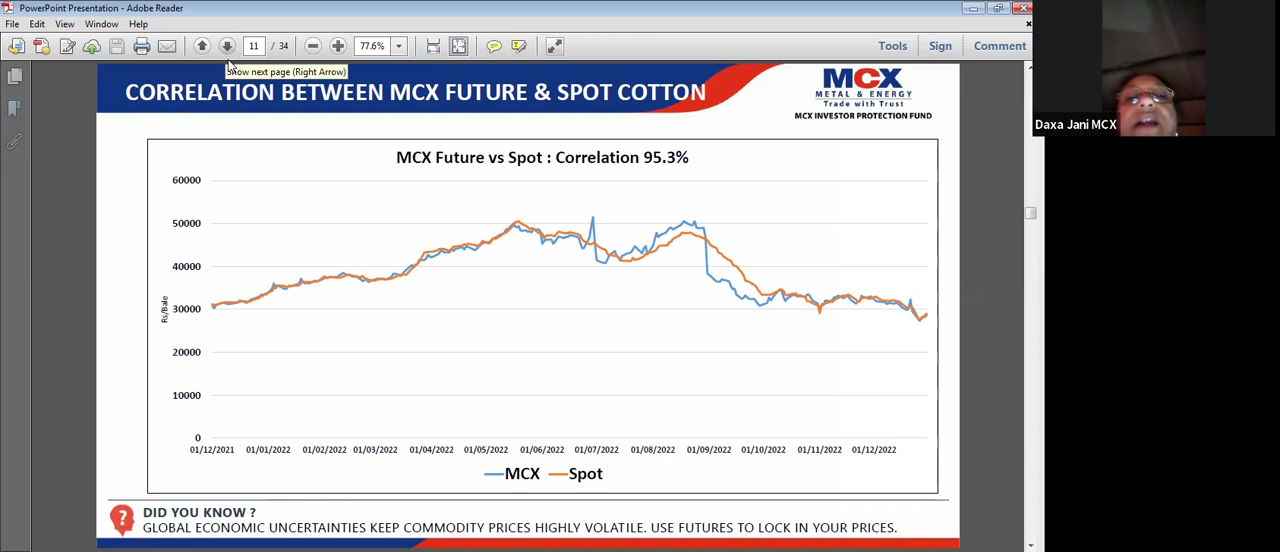 PowerPoint Presentation - Adobe Reader
File Edit View Window Help
11 / 34 77.6% Tools Sign Comment
Show next page (Right Arrow)
CORRELATION BETWEEN MCX FUTURE & SPOT COTTON
MCX
METAL & ENERGY
Trade with Trust
MCX INVESTOR PROTECTION FUND
Daxa Jani MCX
MCX Future vs Spot : Correlation 95.3%
60000
50000
40000
30000
20000
10000
0
Rs/Bale
01/12/2021 01/01/2022 01/02/2022 01/03/2022 01/04/2022 01/05/2022 01/06/2022 01/07/2022 01/08/2022 01/09/2022 01/10/2022 01/11/2022 01/12/2022
MCX Spot
?
DID YOU KNOW ?
GLOBAL ECONOMIC UNCERTAINTIES KEEP COMMODITY PRICES HIGHLY VOLATILE. USE FUTURES TO LOCK IN YOUR PRICES.